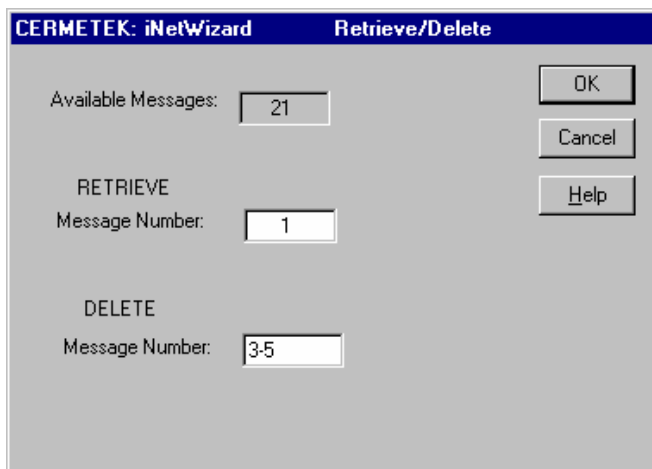 CERMETEK: iNetWizard Retrieve/Delete
OK
Available Messages: 21
Cancel
RETRIEVE
Help
Message Number: 1
DELETE
Message Number: 3-5